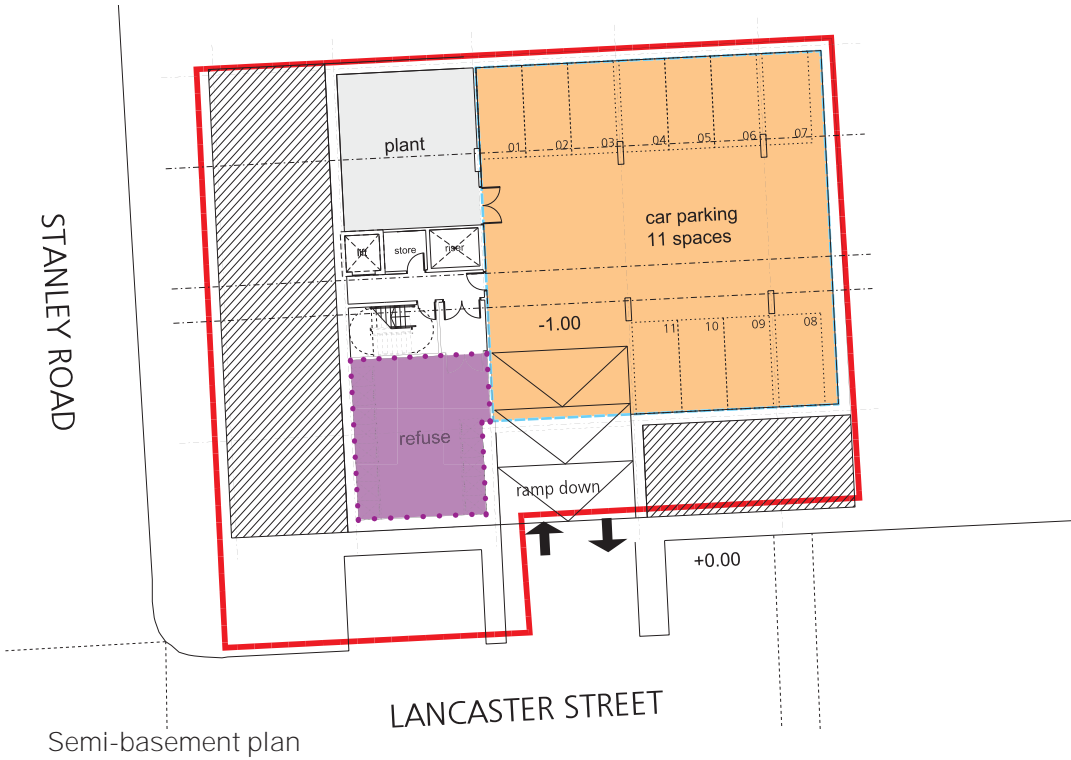 plant
01
02
03
04
05
06
07
car parking
11 spaces
STANLEY ROAD
lift
store
riser
-1.00
11
10
09
08
refuse
ramp down
+0.00
LANCASTER STREET
Semi-basement plan